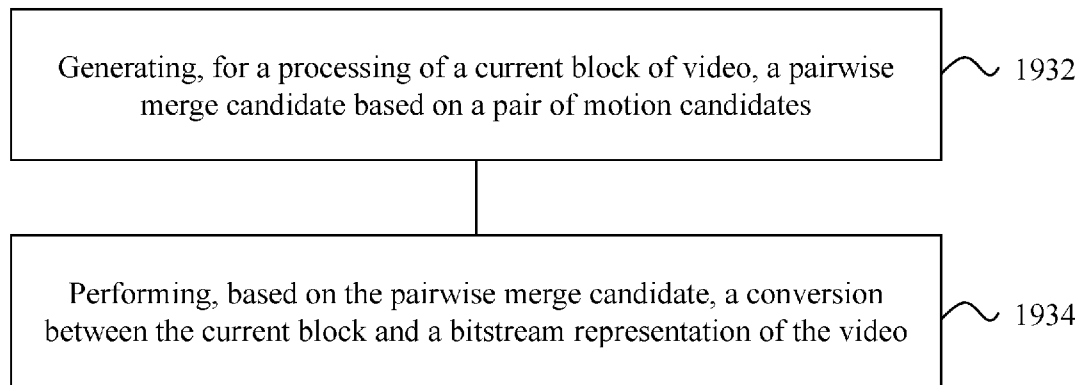 Generating, for a processing of a current block of video, a pairwise
merge candidate based on a pair of motion candidates
1932
Performing, based on the pairwise merge candidate, a conversion
between the current block and a bitstream representation of the video
1934